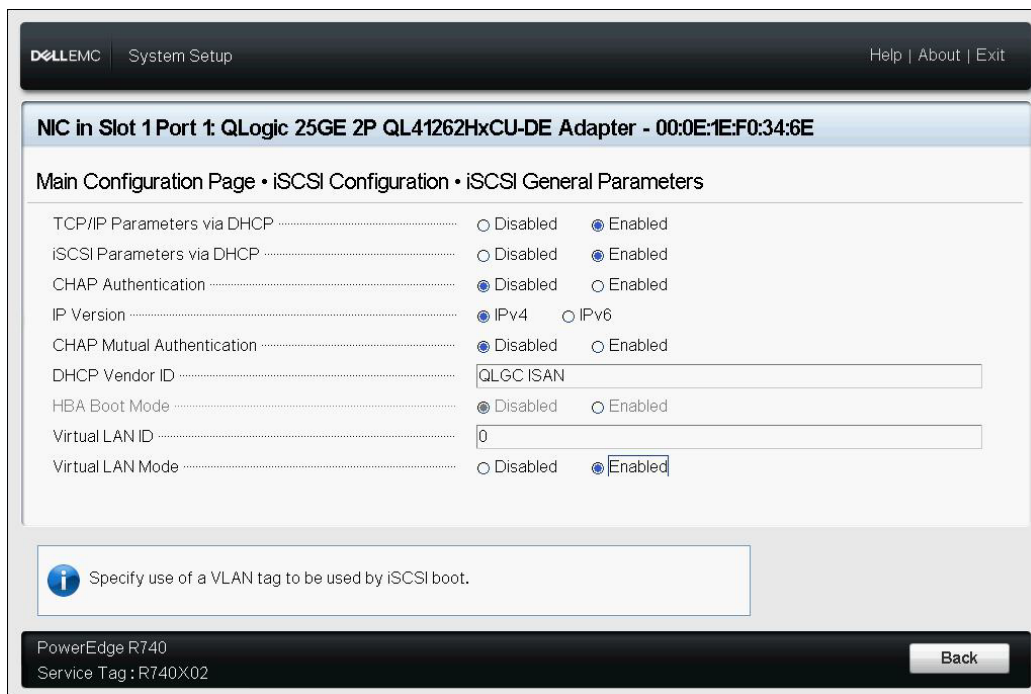 DELLEMC System Setup Help | About | Exit
NIC in Slot 1 Port 1: QLogic 25GE 2P QL41262HxCU-DE Adapter - 00:0E:1E:F0:34:6E
Main Configuration Page • iSCSI Configuration • iSCSI General Parameters
TCP/IP Parameters via DHCP Disabled Enabled
iSCSI Parameters via DHCP Disabled Enabled
CHAP Authentication Disabled Enabled
IP Version IPv4 IPv6
CHAP Mutual Authentication Disabled Enabled
DHCP Vendor ID QLGC ISAN
HBA Boot Mode Disabled Enabled
Virtual LAN ID 0
Virtual LAN Mode Disabled Enabled
Specify use of a VLAN tag to be used by iSCSI boot.
PowerEdge R740
Service Tag : R740X02 Back